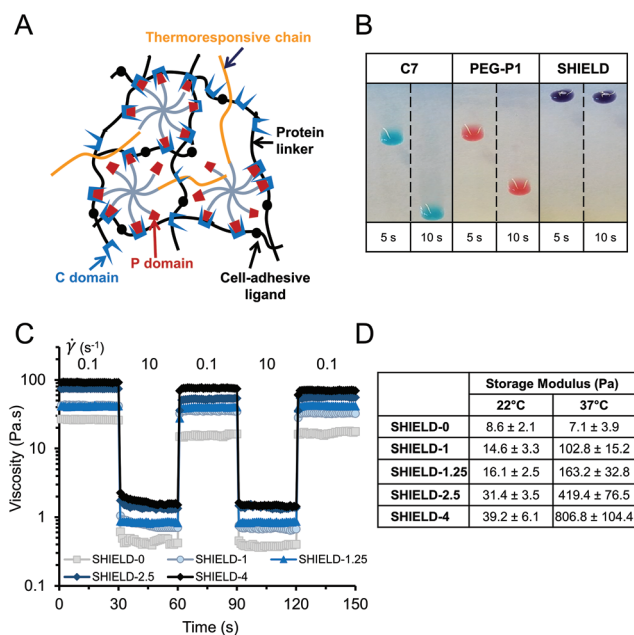 A
Thermoresponsive chain
Protein
linker
C domain
P domain
Cell-adhesive
ligand
B
C7 PEG-P1 SHIELD
5 s 10 s 5 s 10 s 5 s 10 s
C
γ̇ (s⁻¹)
0.1 10 0.1 10 0.1
Viscosity (Pa.s)
100
10
1
0.1
SHIELD-0 SHIELD-1 SHIELD-1.25
SHIELD-2.5 SHIELD-4
0 30 60 90 120 150
Time (s)
D
Storage Modulus (Pa)
22°C 37°C
SHIELD-0 8.6 ± 2.1 7.1 ± 3.9
SHIELD-1 14.6 ± 3.3 102.8 ± 15.2
SHIELD-1.25 16.1 ± 2.5 163.2 ± 32.8
SHIELD-2.5 31.4 ± 3.5 419.4 ± 76.5
SHIELD-4 39.2 ± 6.1 806.8 ± 104.4